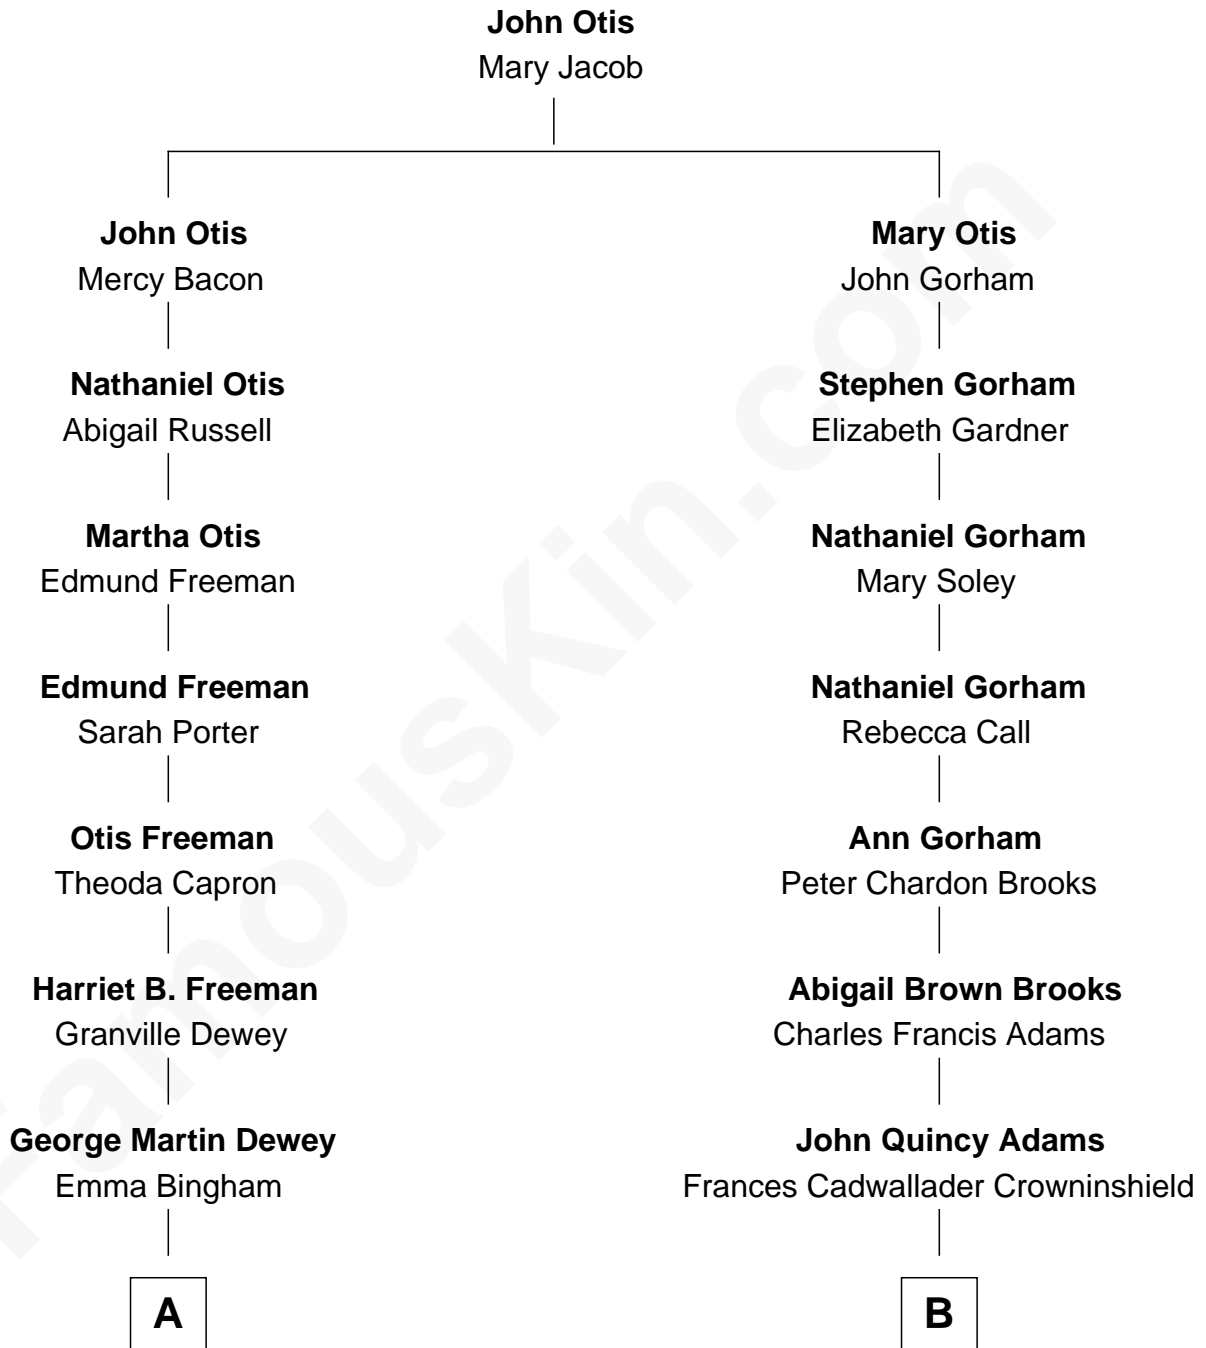 John Otis
Mary Jacob
John Otis
Mercy Bacon
Mary Otis
John Gorham
Nathaniel Otis
Abigail Russell
Stephen Gorham
Elizabeth Gardner
Martha Otis
Edmund Freeman
Nathaniel Gorham
Mary Soley
Edmund Freeman
Sarah Porter
Nathaniel Gorham
Rebecca Call
Otis Freeman
Theoda Capron
Ann Gorham
Peter Chardon Brooks
Harriet B. Freeman
Granville Dewey
Abigail Brown Brooks
Charles Francis Adams
George Martin Dewey
Emma Bingham
John Quincy Adams
Frances Cadwallader Crowninshield
A
B
FamousKin.com